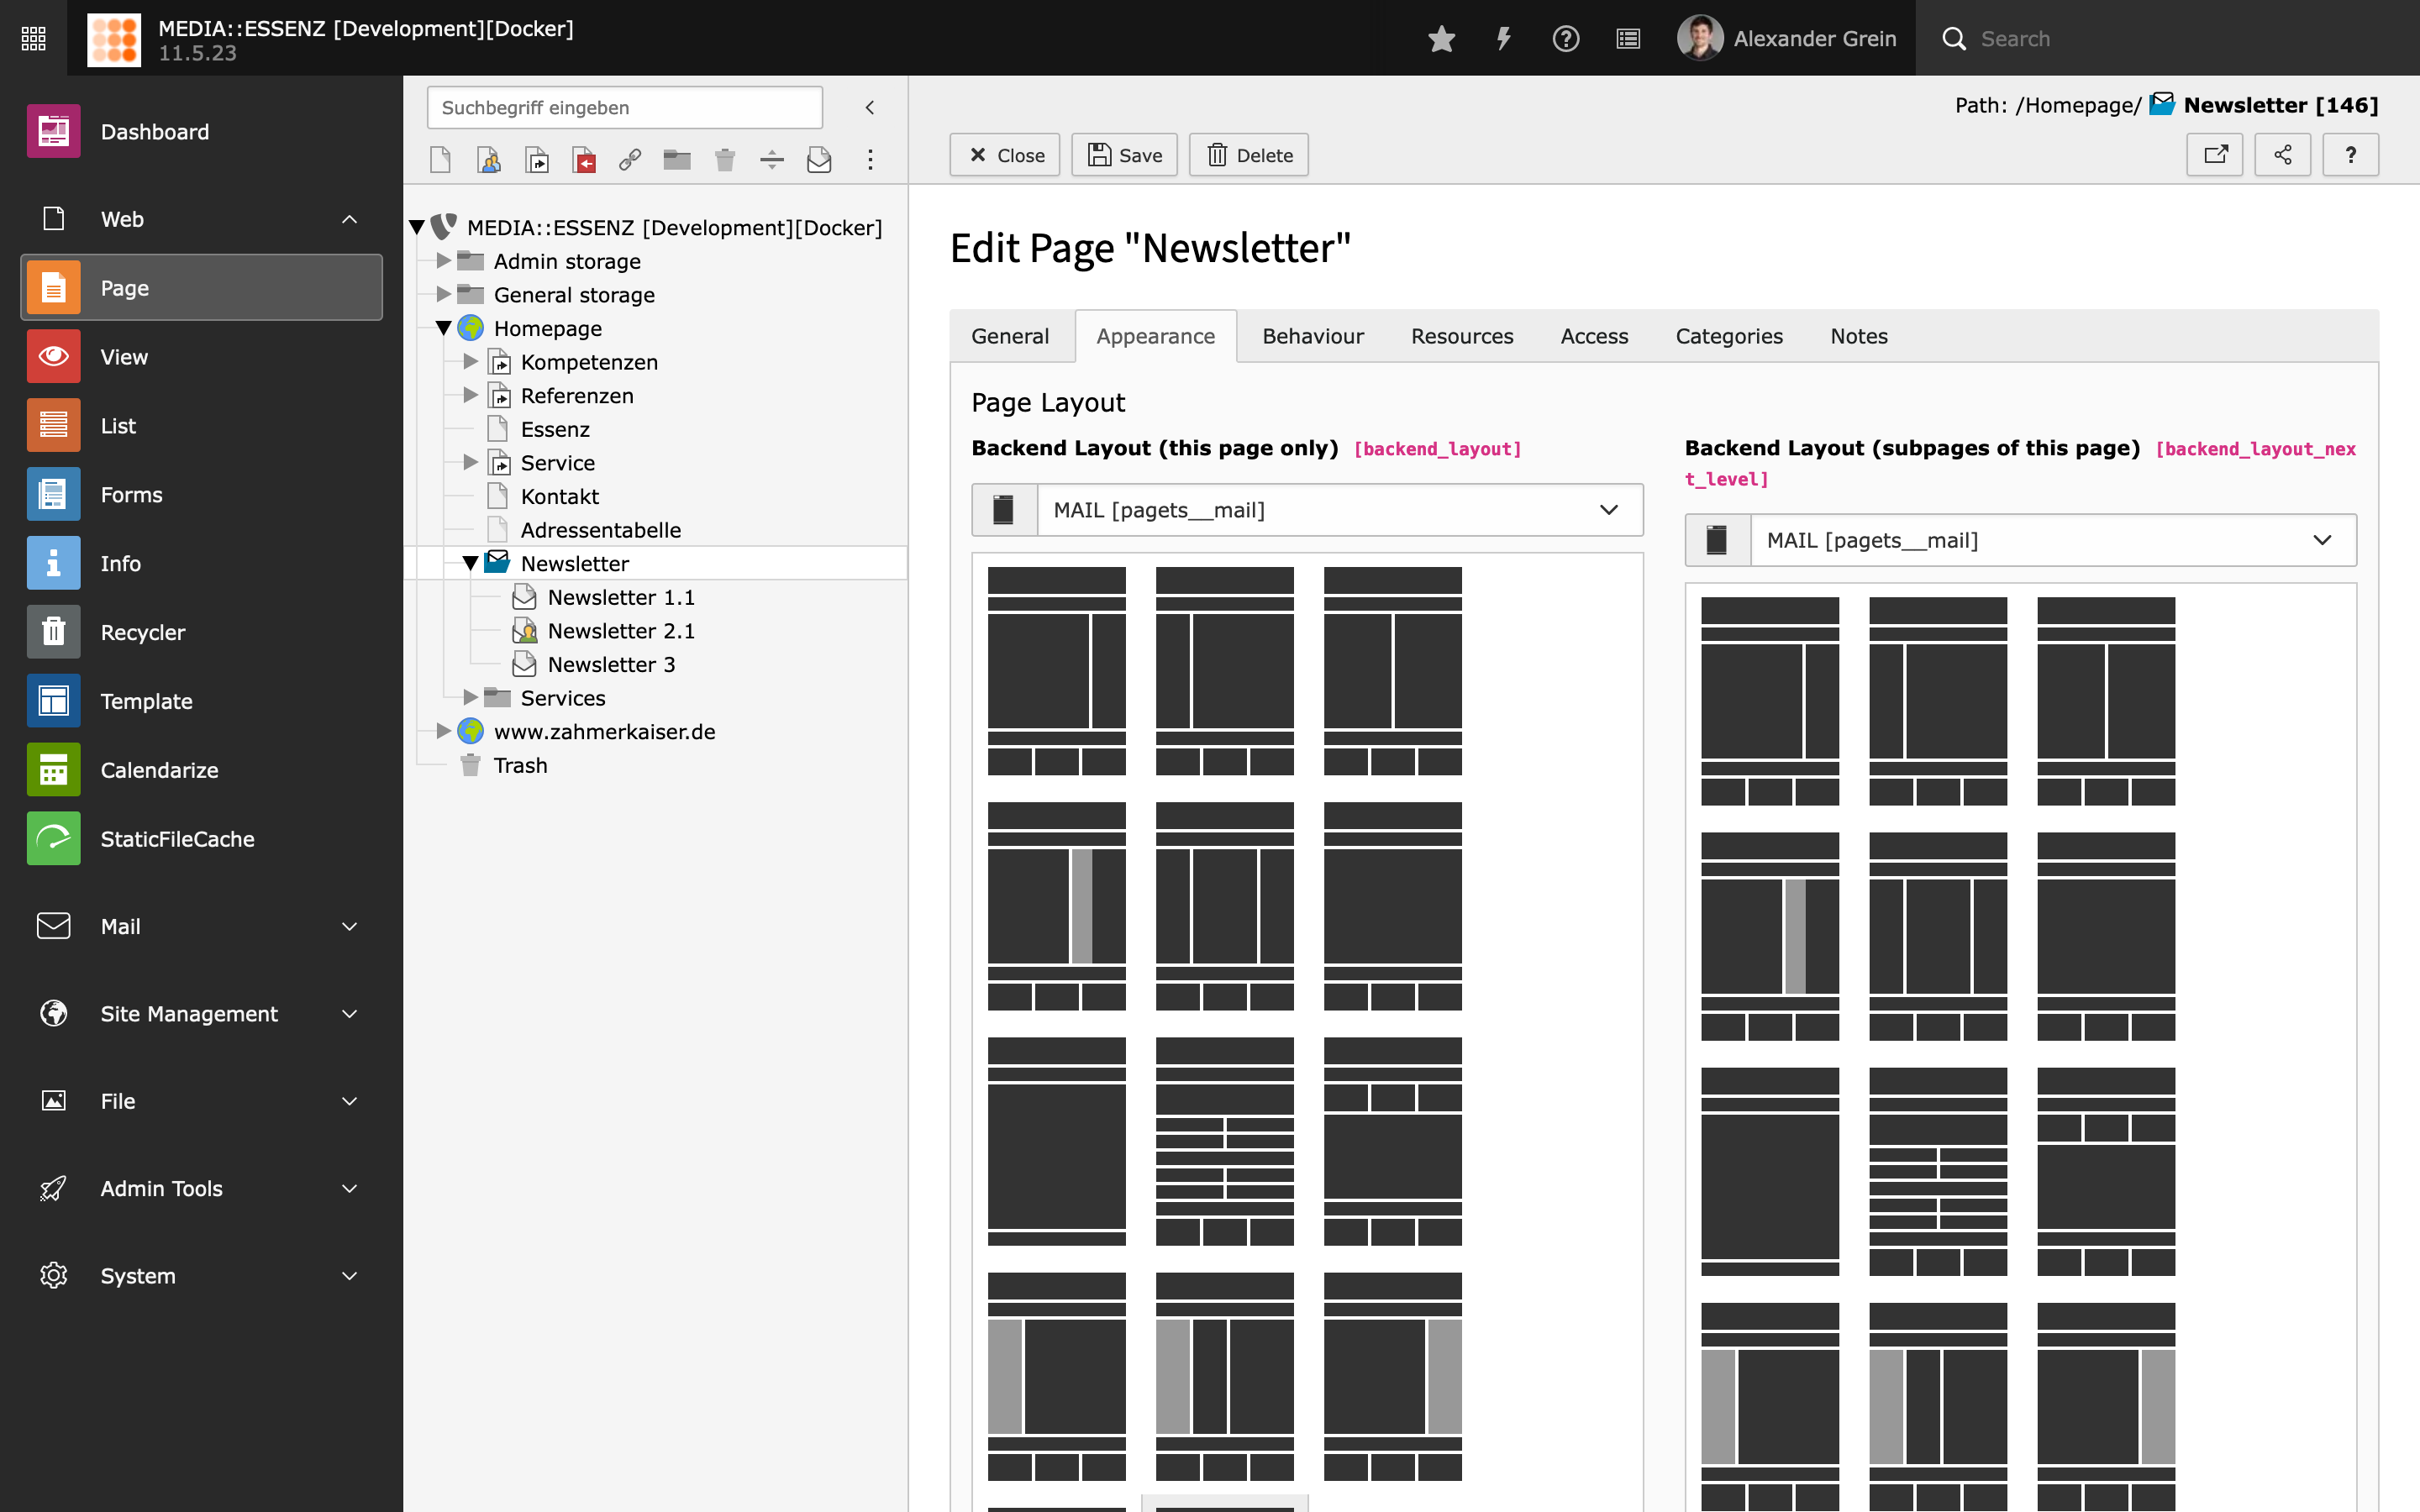 MEDIA::ESSENZ [Development][Docker]
11.5.23
Alexander Grein
Search
Dashboard
Web
Page
View
List
Forms
Info
Recycler
Template
Calendarize
StaticFileCache
Mail
Site Management
File
Admin Tools
System
Suchbegriff eingeben
MEDIA::ESSENZ [Development][Docker]
Admin storage
General storage
Homepage
Kompetenzen
Referenzen
Essenz
Service
Kontakt
Adressentabelle
Newsletter
Newsletter 1.1
Newsletter 2.1
Newsletter 3
Services
www.zahmerkaiser.de
Trash
Path: /Homepage/ Newsletter [146]
Close Save Delete
?
Edit Page "Newsletter"
General Appearance Behaviour Resources Access Categories Notes
Page Layout
Backend Layout (this page only) [backend_layout]
MAIL [pagets__mail]
Backend Layout (subpages of this page) [backend_layout_nex
t_level]
MAIL [pagets__mail]